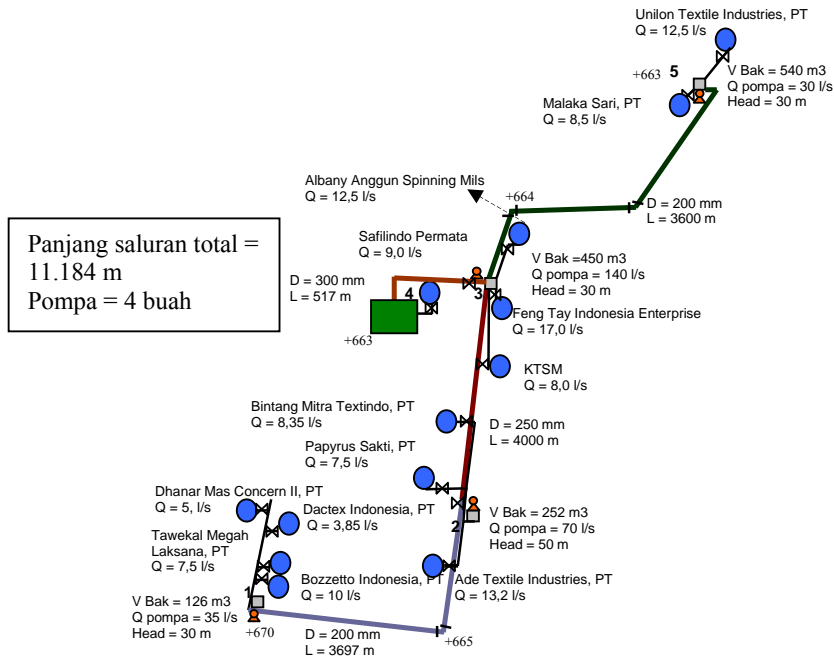 Unilon Textile Industries, PT
Q = 12,5 l/s
+663
5
V Bak = 540 m3
Q pompa = 30 l/s
Head = 30 m
Malaka Sari, PT
Q = 8,5 l/s
Albany Anggun Spinning Mils
Q = 12,5 l/s
+664
D = 200 mm
L = 3600 m
Panjang saluran total =
11.184 m
Pompa = 4 buah
Safilindo Permata
Q = 9,0 l/s
V Bak =450 m3
Q pompa = 140 l/s
Head = 30 m
D = 300 mm
L = 517 m
4
3
+663
Feng Tay Indonesia Enterprise
Q = 17,0 l/s
KTSM
Q = 8,0 l/s
Bintang Mitra Textindo, PT
Q = 8,35 l/s
D = 250 mm
L = 4000 m
Papyrus Sakti, PT
Q = 7,5 l/s
Dhanar Mas Concern II, PT
Q = 5, l/s
Dactex Indonesia, PT
Q = 3,85 l/s
2
V Bak = 252 m3
Q pompa = 70 l/s
Head = 50 m
Tawekal Megah
Laksana, PT
Q = 7,5 l/s
Bozzetto Indonesia, PT
Q = 10 l/s
Ade Textile Industries, PT
Q = 13,2 l/s
1
V Bak = 126 m3
Q pompa = 35 l/s
Head = 30 m
+670
D = 200 mm
L = 3697 m
+665